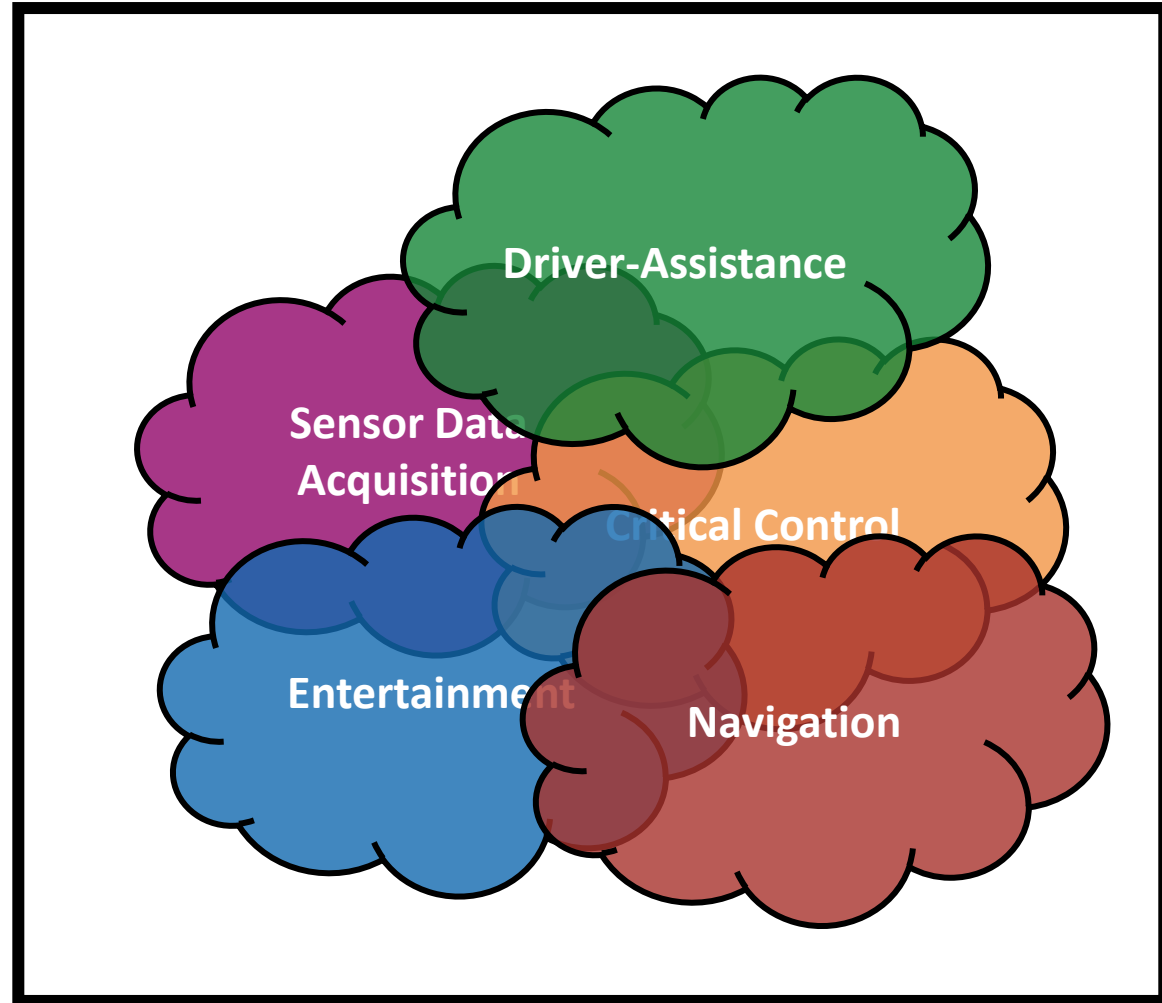 Driver-Assistance
Sensor Data
Acquisition
Critical Control
Entertainment
Navigation